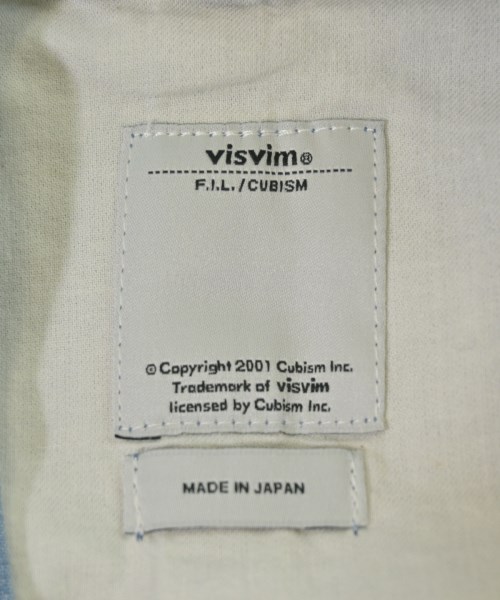 visvim®
F.I.L./CUBISM
© Copyright 2001 Cubism Inc.
Trademark of visvim
licensed by Cubism Inc.
MADE IN JAPAN